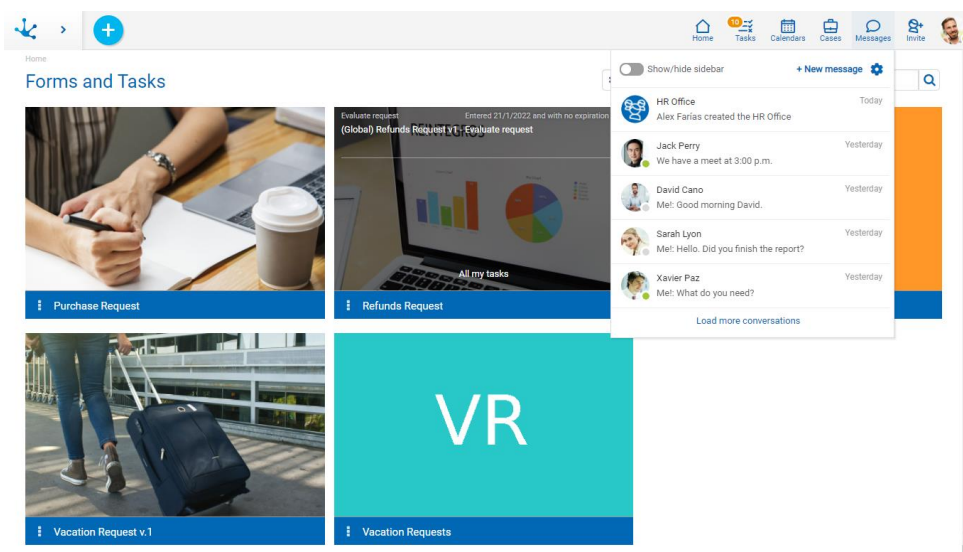 Home
10
Tasks
Calendars
Cases
Messages
Invite
Home
Forms and Tasks
Show/hide sidebar
+ New message
HR Office
Today
Alex Farías created the HR Office
Jack Perry
Yesterday
We have a meet at 3:00 p.m.
David Cano
Yesterday
Me!: Good morning David.
Sarah Lyon
Yesterday
Me!: Hello. Did you finish the report?
Xavier Paz
Yesterday
Me!: What do you need?
Load more conversations
Evaluate request
Entered 21/1/2022 and with no expiration
REINTEGROS
(Global) Refunds Request v1 - Evaluate request
All my tasks
Purchase Request
Refunds Request
VR
Vacation Request v.1
Vacation Requests